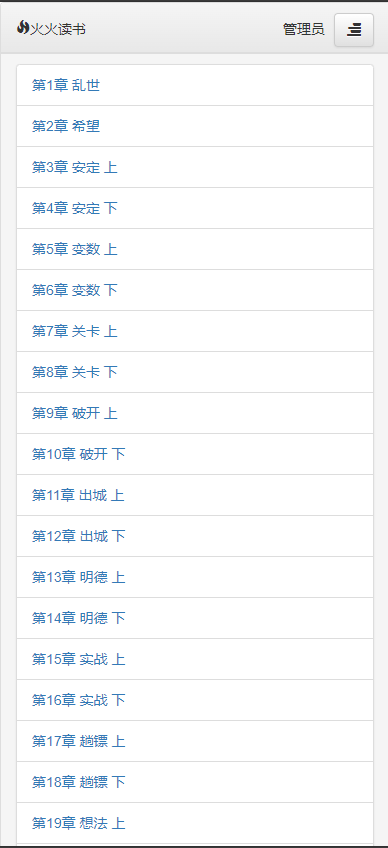 火火读书 管理员
第1章 乱世
第2章 希望
第3章 安定 上
第4章 安定 下
第5章 变数 上
第6章 变数 下
第7章 关卡 上
第8章 关卡 下
第9章 破开 上
第10章 破开 下
第11章 出城 上
第12章 出城 下
第13章 明德 上
第14章 明德 下
第15章 实战 上
第16章 实战 下
第17章 趟镖 上
第18章 趟镖 下
第19章 想法 上